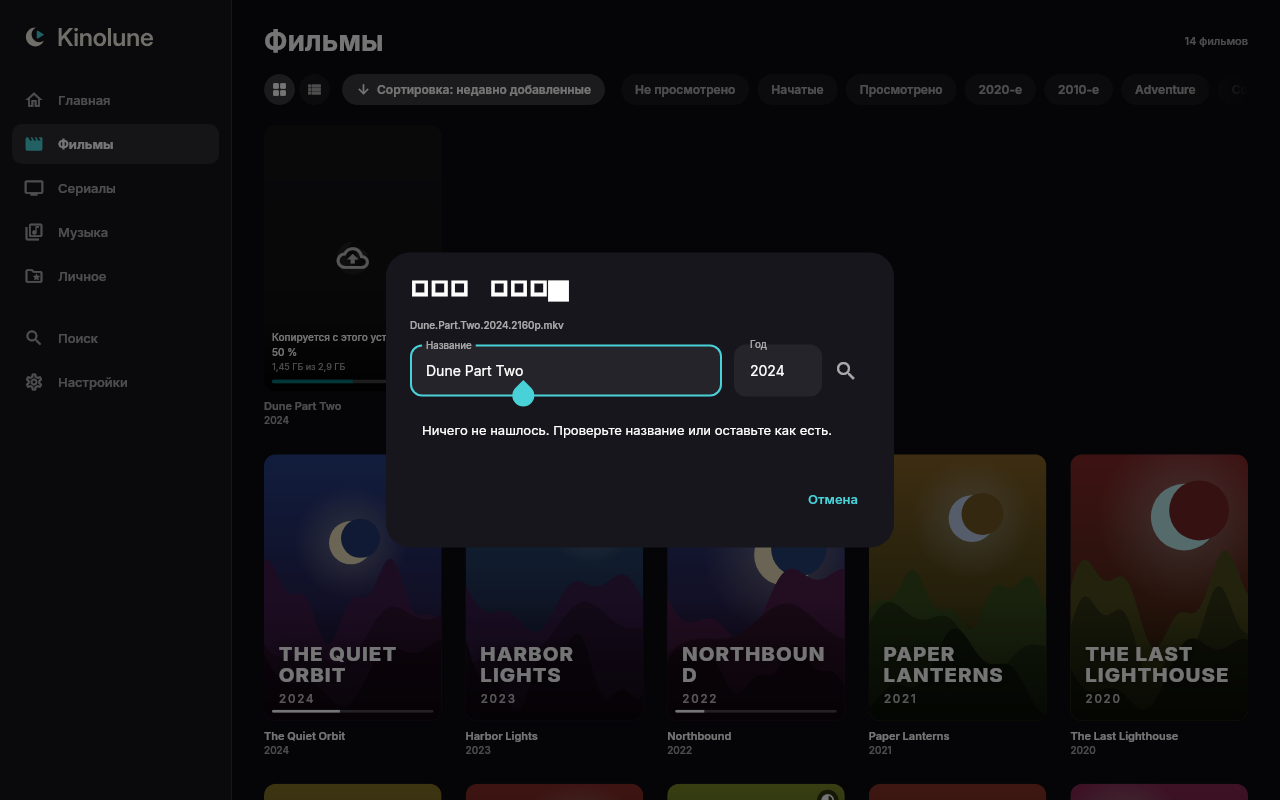 Kinolune
Главная
Фильмы
Сериалы
Музыка
Личное
Поиск
Настройки
Фильмы
14 фильмов
Сортировка: недавно добавленные
Не просмотрено
Начатые
Просмотрено
2020-е
2010-е
Adventure
Копируется с этого уст
50 %
1,45 ГБ из 2,9 ГБ
Dune Part Two
2024
Dune.Part.Two.2024.2160p.mkv
Название
Dune Part Two
Год
2024
Ничего не нашлось. Проверьте название или оставьте как есть.
Отмена
THE QUIET
ORBIT
2024
HARBOR
LIGHTS
2023
NORTHBOUN
D
2022
PAPER
LANTERNS
2021
THE LAST
LIGHTHOUSE
2020
The Quiet Orbit
2024
Harbor Lights
2023
Northbound
2022
Paper Lanterns
2021
The Last Lighthouse
2020